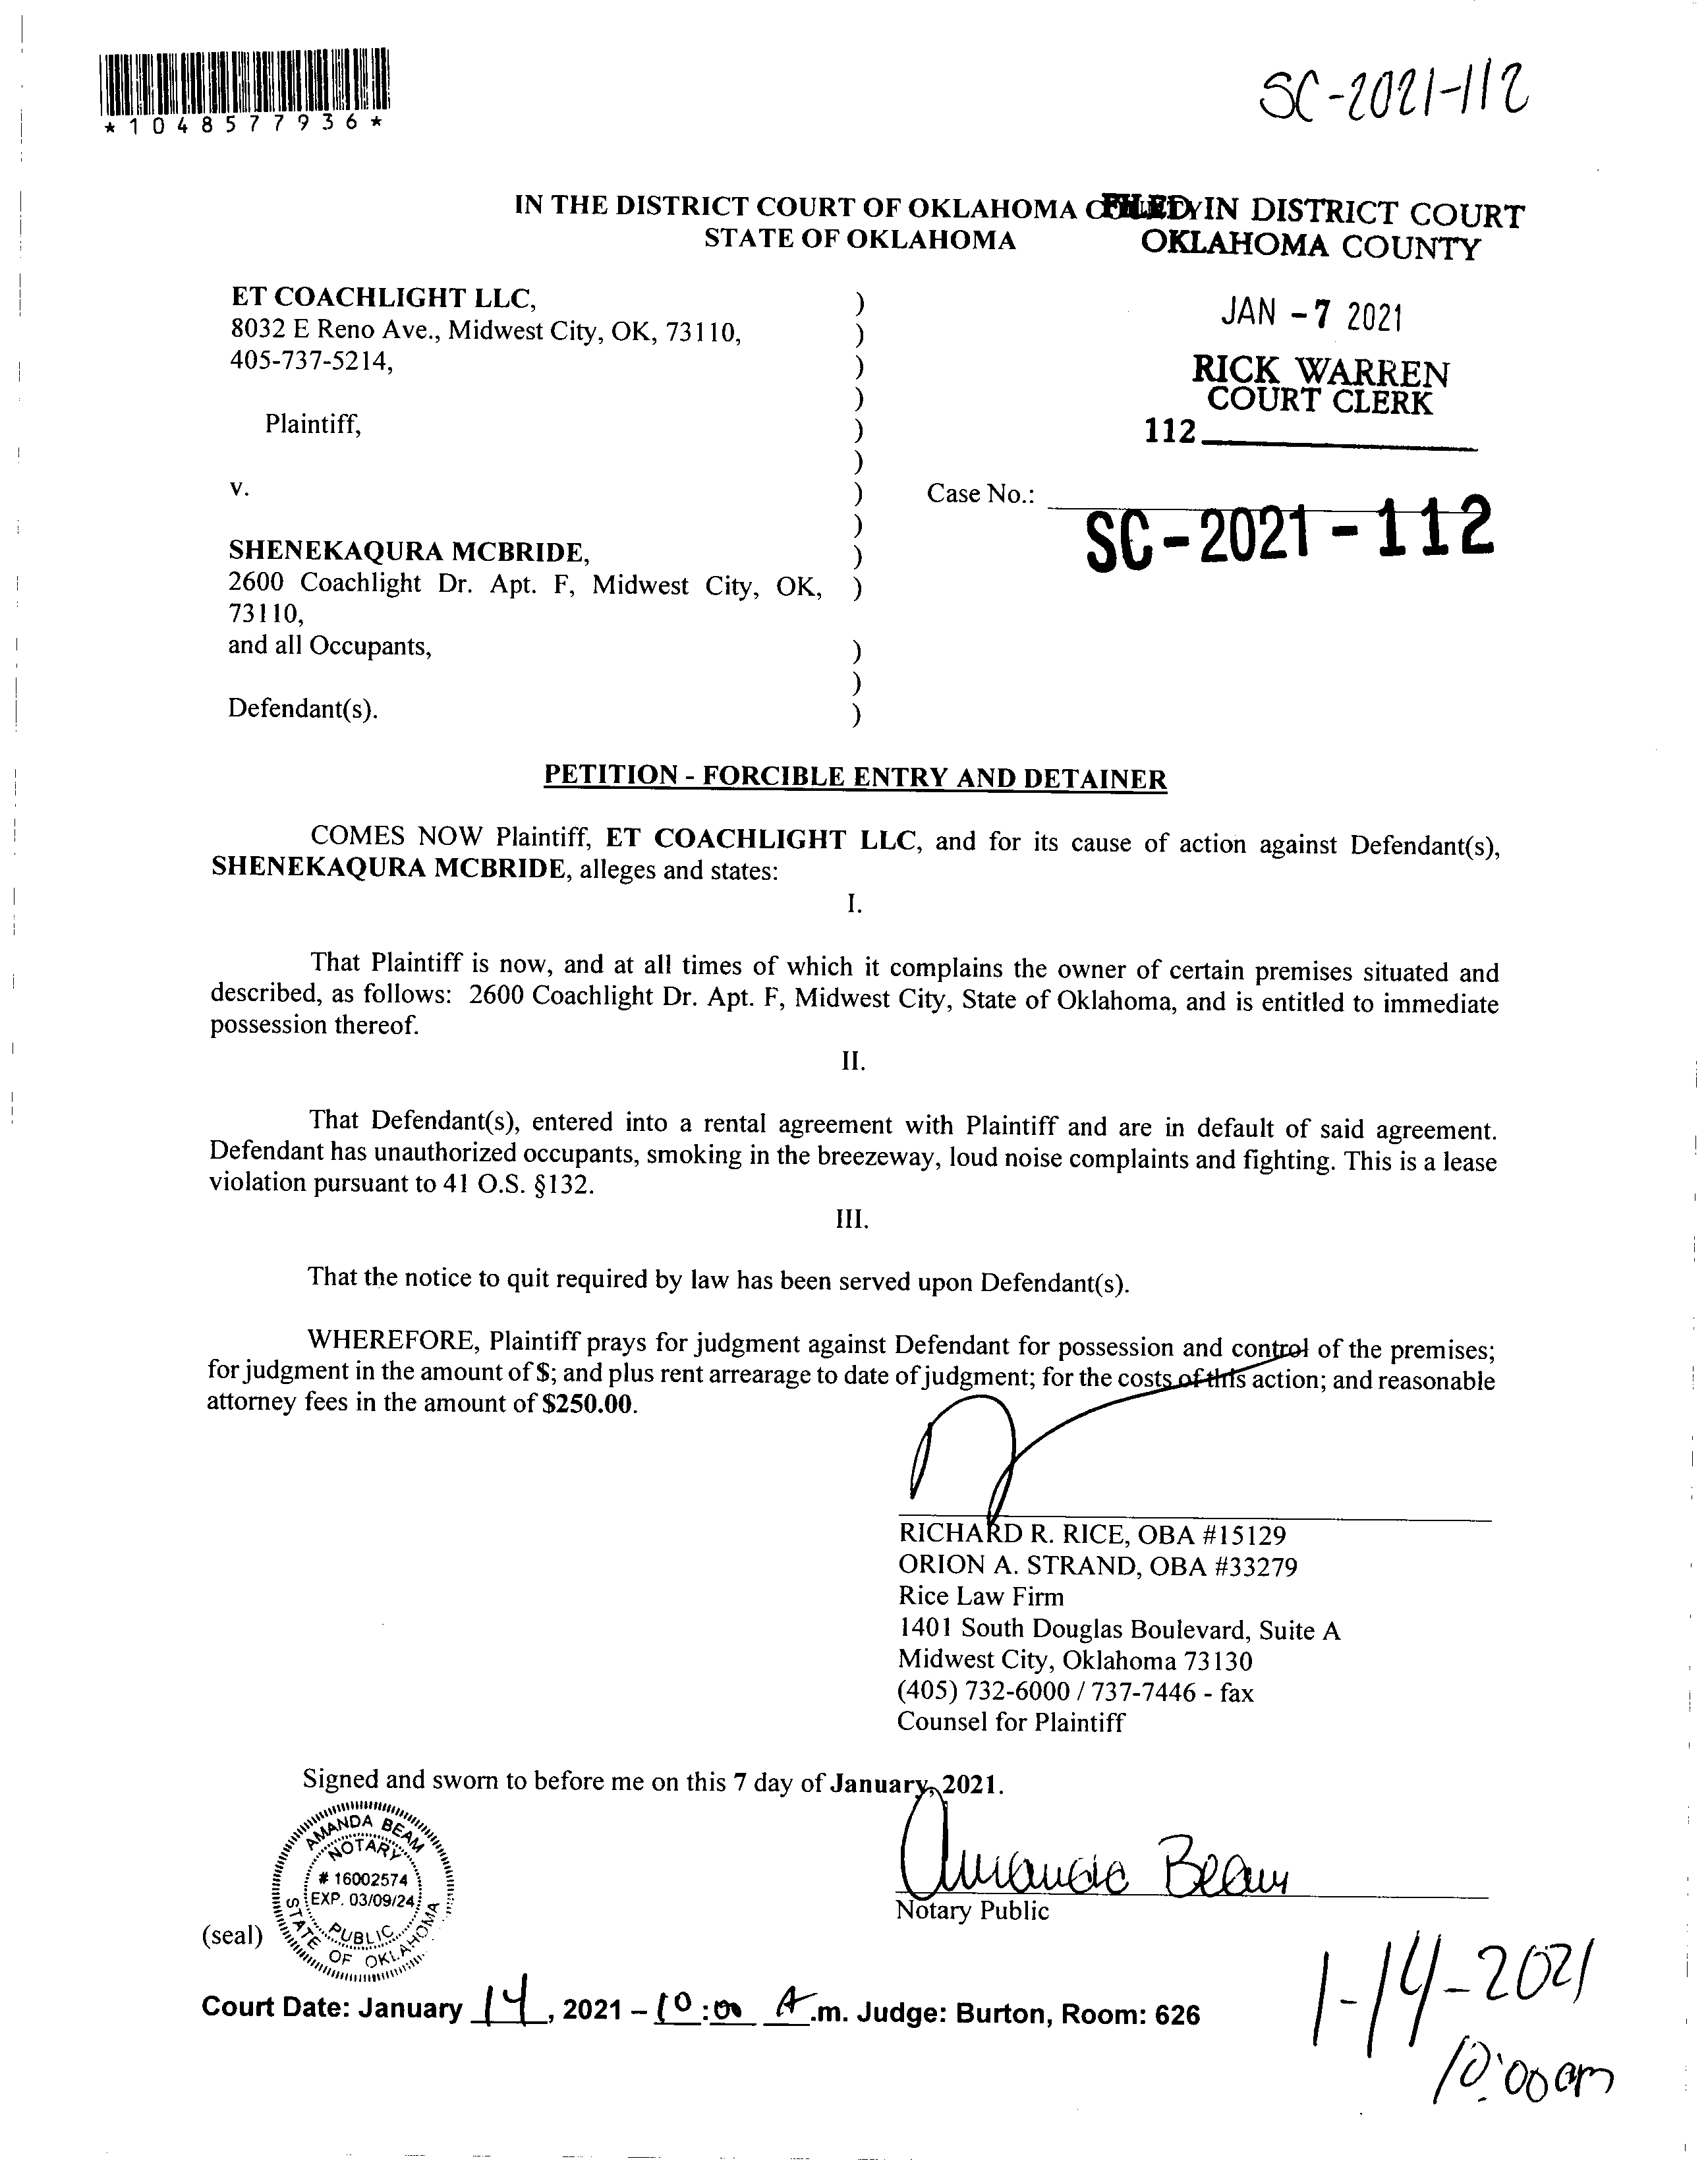 *1048577936*
SC-2021-112
IN THE DISTRICT COURT OF OKLAHOMA COUNTY
STATE OF OKLAHOMA
FILED IN DISTRICT COURT
OKLAHOMA COUNTY
JAN -7 2021
RICK WARREN
COURT CLERK
112
ET COACHLIGHT LLC, )
8032 E Reno Ave., Midwest City, OK, 73110, )
405-737-5214, )
)
Plaintiff, )
)
v. )
Case No.:
SC-2021-112
)
SHENEKAQURA MCBRIDE, )
2600 Coachlight Dr. Apt. F, Midwest City, OK, )
73110,
and all Occupants, )
)
Defendant(s). )
PETITION - FORCIBLE ENTRY AND DETAINER
COMES NOW Plaintiff, ET COACHLIGHT LLC, and for its cause of action against Defendant(s),
SHENEKAQURA MCBRIDE, alleges and states:
I.
That Plaintiff is now, and at all times of which it complains the owner of certain premises situated and
described, as follows: 2600 Coachlight Dr. Apt. F, Midwest City, State of Oklahoma, and is entitled to immediate
possession thereof.
II.
That Defendant(s), entered into a rental agreement with Plaintiff and are in default of said agreement.
Defendant has unauthorized occupants, smoking in the breezeway, loud noise complaints and fighting. This is a lease
violation pursuant to 41 O.S. §132.
III.
That the notice to quit required by law has been served upon Defendant(s).
WHEREFORE, Plaintiff prays for judgment against Defendant for possession and control of the premises;
for judgment in the amount of $; and plus rent arrearage to date of judgment; for the costs of this action; and reasonable
attorney fees in the amount of $250.00.
RICHARD R. RICE, OBA #15129
ORION A. STRAND, OBA #33279
Rice Law Firm
1401 South Douglas Boulevard, Suite A
Midwest City, Oklahoma 73130
(405) 732-6000 / 737-7446 - fax
Counsel for Plaintiff
Signed and sworn to before me on this 7 day of January, 2021.
AMANDA BEAM
NOTARY
# 16002574
EXP. 03/09/24
PUBLIC
STATE OF OKLAHOMA
(seal)
Amanda Beam
Notary Public
Court Date: January 14, 2021 – 10:00 A.m. Judge: Burton, Room: 626
1-14-2021
10:00am